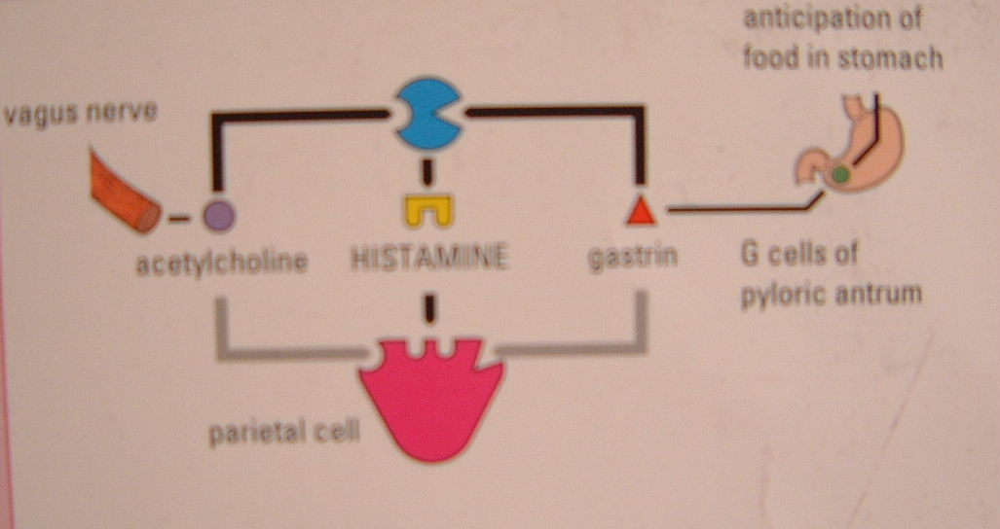 anticipation of
food in stomach
vagus nerve
acetylcholine
HISTAMINE
gastrin
G cells of
pyloric antrum
parietal cell